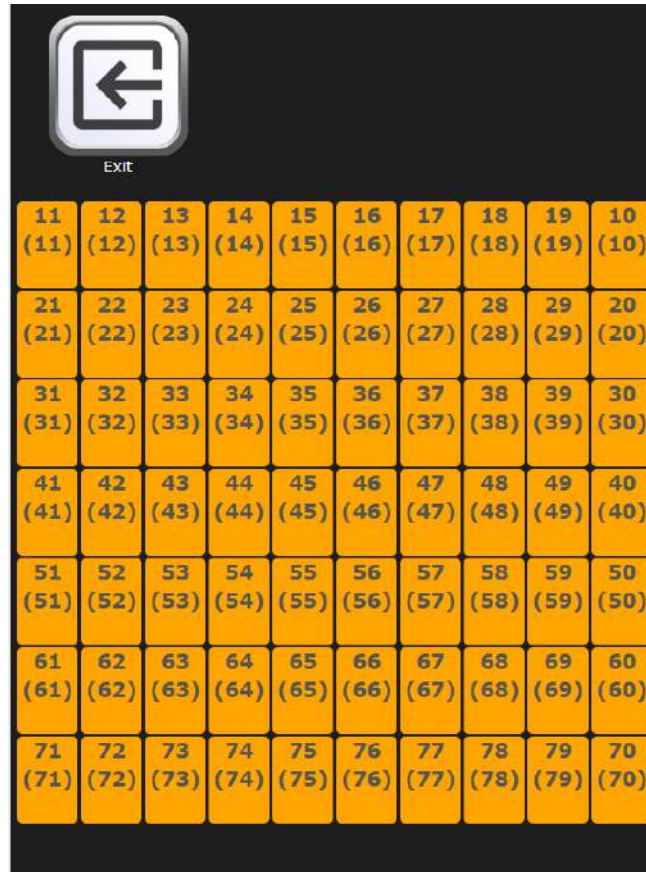 Exit
11 12 13 14 15 16 17 18 19 10
(11) (12) (13) (14) (15) (16) (17) (18) (19) (10)
21 22 23 24 25 26 27 28 29 20
(21) (22) (23) (24) (25) (26) (27) (28) (29) (20)
31 32 33 34 35 36 37 38 39 30
(31) (32) (33) (34) (35) (36) (37) (38) (39) (30)
41 42 43 44 45 46 47 48 49 40
(41) (42) (43) (44) (45) (46) (47) (48) (49) (40)
51 52 53 54 55 56 57 58 59 50
(51) (52) (53) (54) (55) (56) (57) (58) (59) (50)
61 62 63 64 65 66 67 68 69 60
(61) (62) (63) (64) (65) (66) (67) (68) (69) (60)
71 72 73 74 75 76 77 78 79 70
(71) (72) (73) (74) (75) (76) (77) (78) (79) (70)